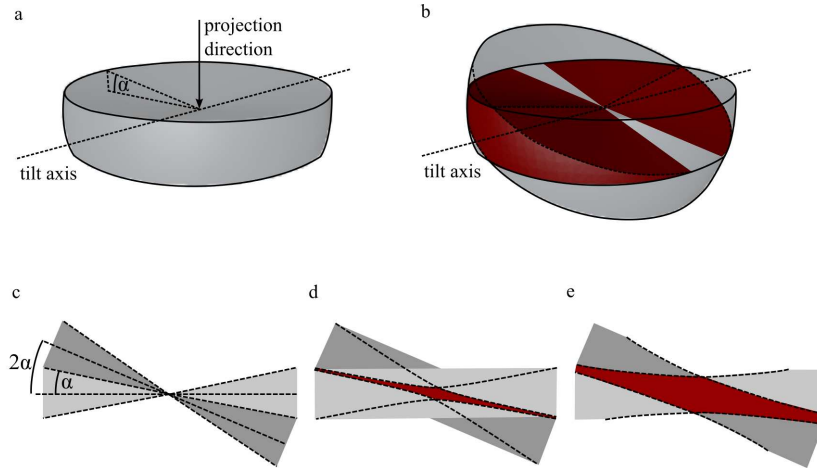 a
projection
direction
α
tilt axis
b
tilt axis
c
2α
α
d
e